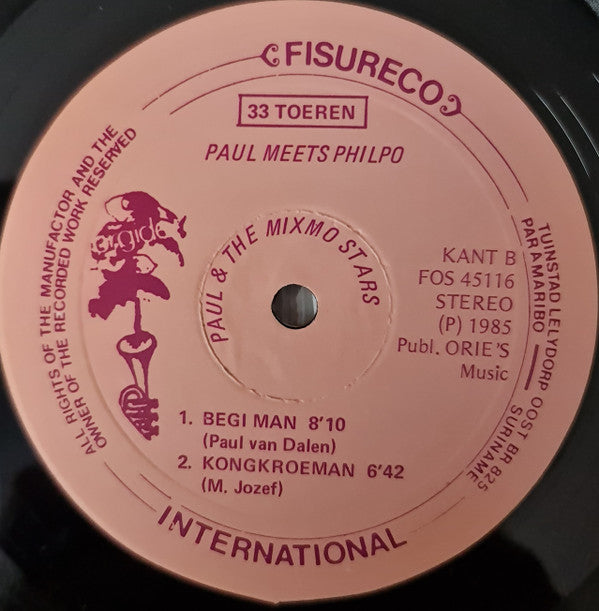 FISURECO
33 TOEREN
PAUL MEETS PHILPO
PAUL & THE MIXMO STARS
KANT B
FOS 45116
STEREO
(P) 1985
Publ. ORIE'S
Music
1. BEGI MAN 8'10
(Paul van Dalen)
2. KONGKROEMAN 6'42
(M. Jozef)
INTERNATIONAL
ALL RIGHTS OF THE MANUFACTOR AND THE
OWNER OF THE RECORDED WORK RESERVED
TUINSTAD LELYDORP OOST BR 825
PARAMARIBO — SURINAME